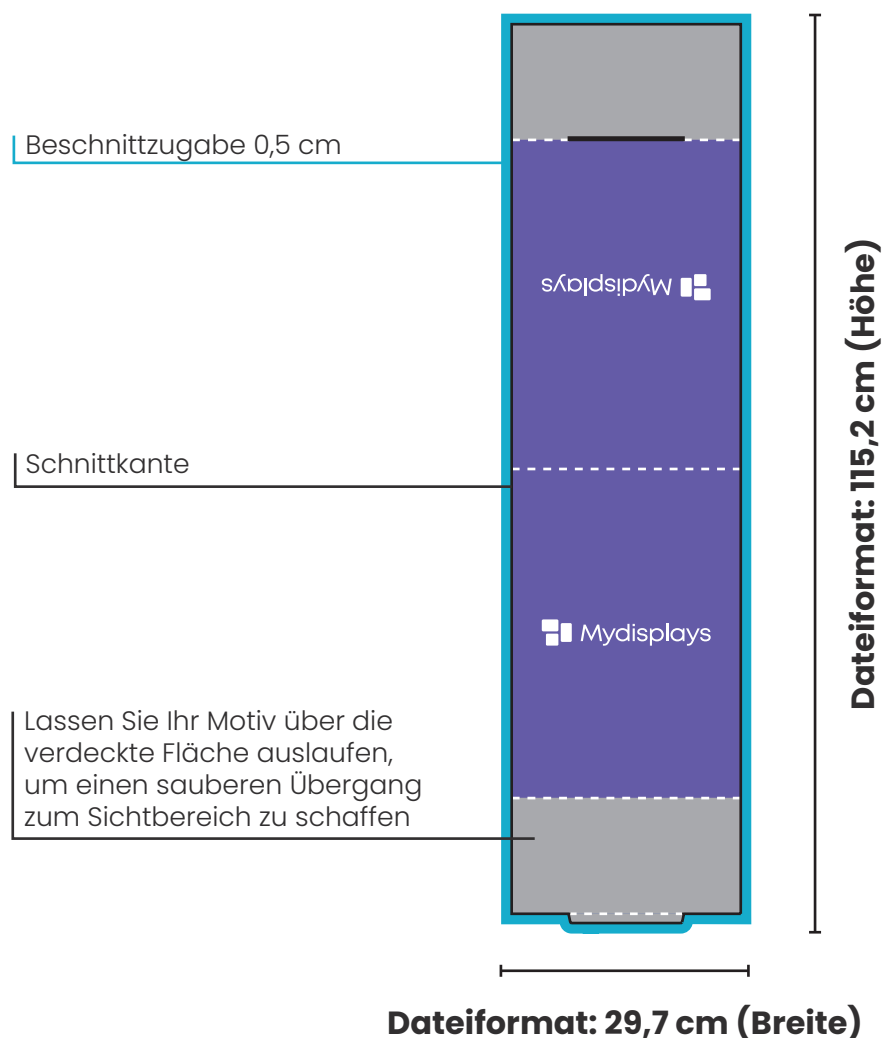 Beschnittzugabe 0,5 cm
Mydisplays
Schnittkante
Mydisplays
Lassen Sie Ihr Motiv über die
verdeckte Fläche auslaufen,
um einen sauberen Übergang
zum Sichtbereich zu schaffen
Dateiformat: 115,2 cm (Höhe)
Dateiformat: 29,7 cm (Breite)